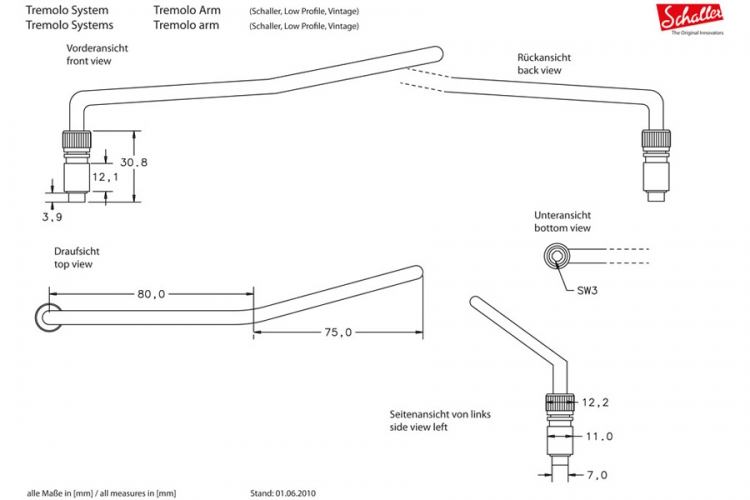 Tremolo System Tremolo Arm (Schaller, Low Profile, Vintage)
Tremolo Systems Tremolo arm (Schaller, Low Profile, Vintage)
Schaller
The Original Innovators
Vorderansicht
front view
Rückansicht
back view
30.8
12,1
3,9
Unteransicht
bottom view
SW3
Draufsicht
top view
80,0
75,0
12,2
11.0
7,0
Seitenansicht von links
side view left
alle Maße in [mm] / all measures in [mm] Stand: 01.06.2010